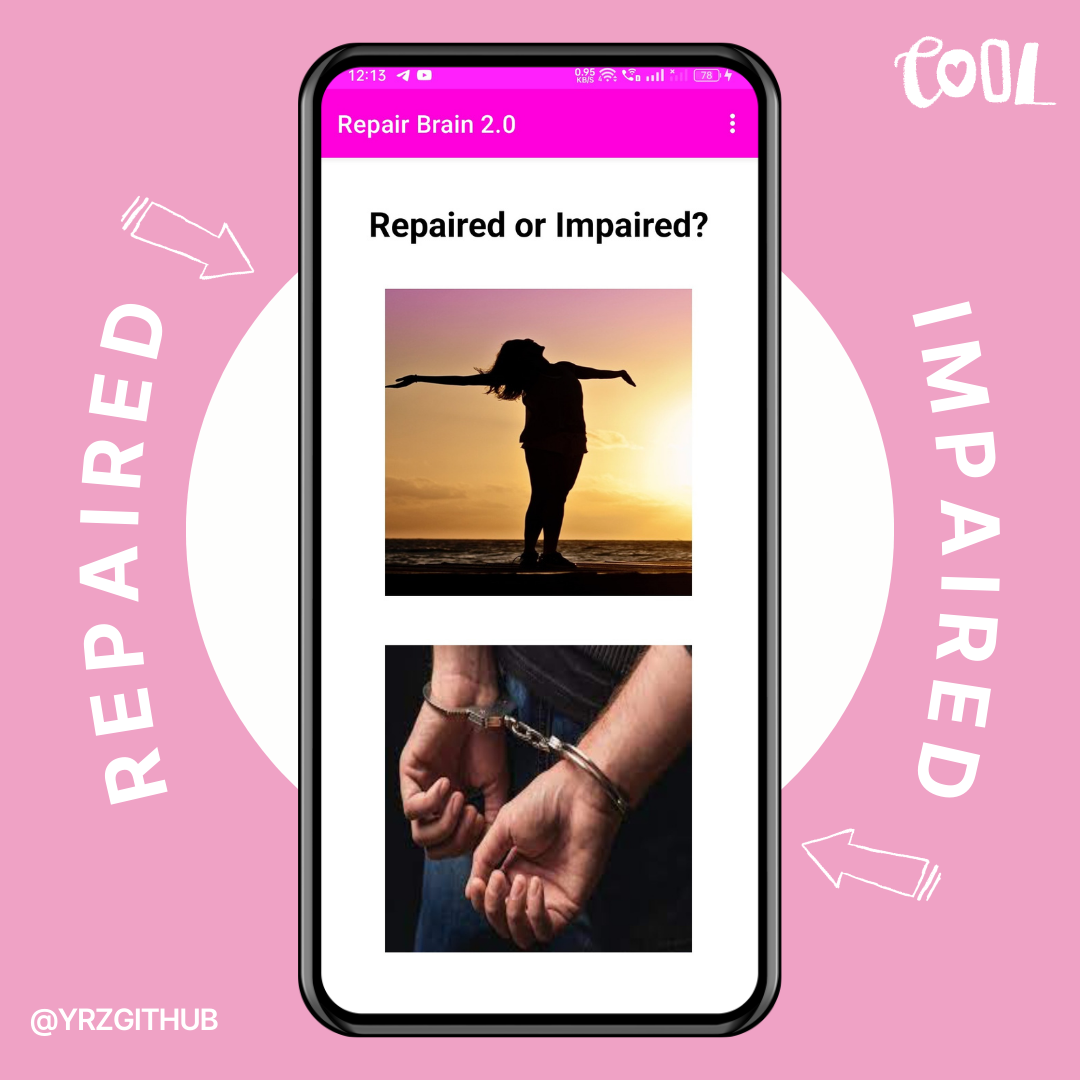 COOL
12:13
0.95
KB/S
78
Repair Brain 2.0
Repaired or Impaired?
REPAIRED
IMPAIRED
@YRZGITHUB